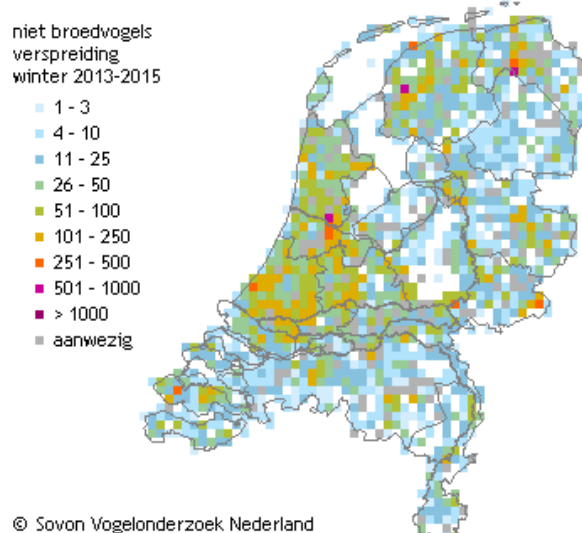 niet broedvogels
verspreiding
winter 2013-2015
1 - 3
4 - 10
11 - 25
26 - 50
51 - 100
101 - 250
251 - 500
501 - 1000
> 1000
aanwezig
© Sovon Vogelonderzoek Nederland